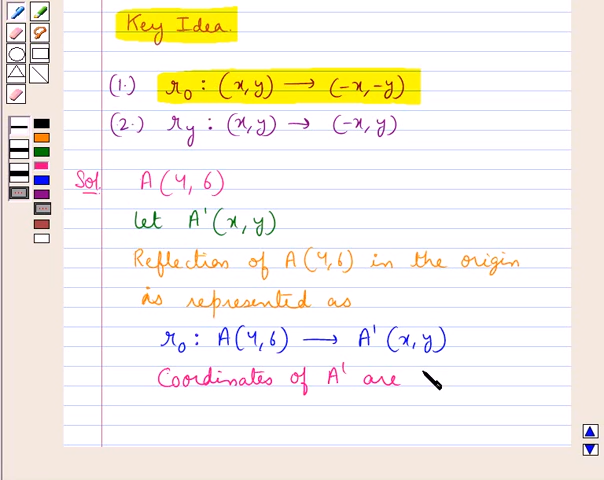 Key Idea.
(1.) r₀ : (x, y) → (-x, -y)
(2.) ry : (x, y) → (-x, y)
Sol. A (4, 6)
let A' (x, y)
Reflection of A (4, 6) in the origin
is represented as
r₀ : A (4, 6) → A' (x, y)
Coordinates of A' are